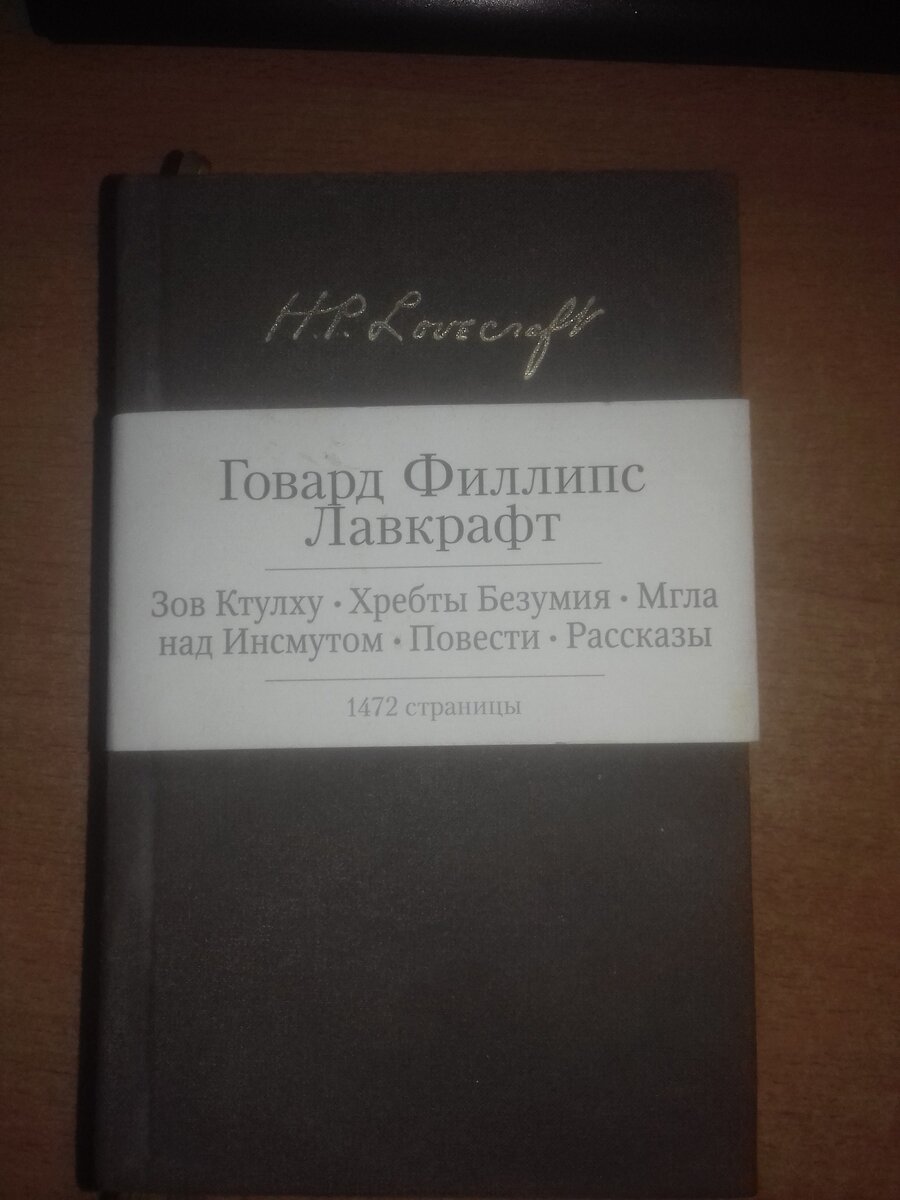 H.P. Lovecraft
Говард Филлипс
Лавкрафт
Зов Ктулху • Хребты Безумия • Мгла
над Инсмутом • Повести • Рассказы
1472 страницы